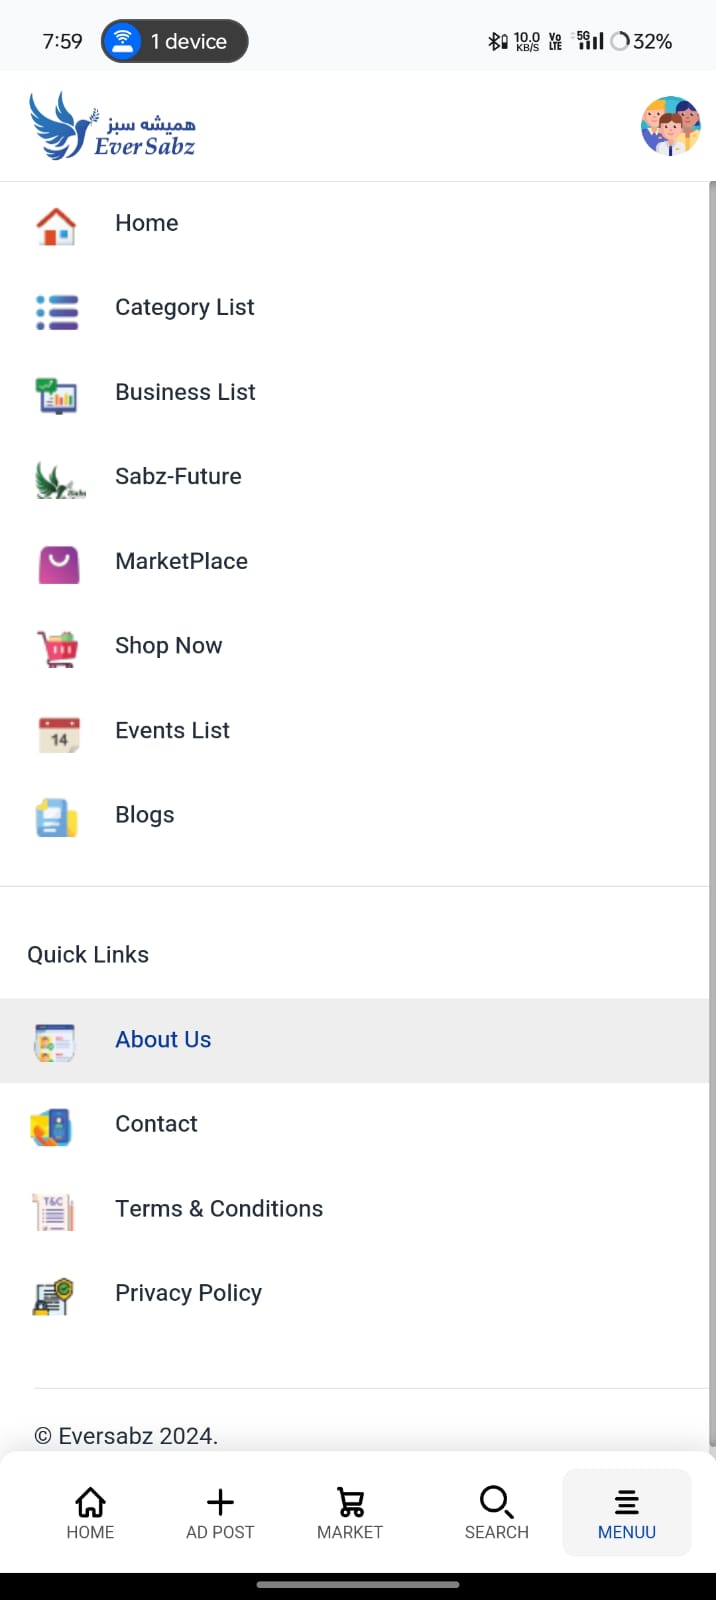 7:59
1 device
10.0
KB/S
Vo
LTE
5G
32%
همیشه سبز
EverSabz
Home
Category List
Business List
Sabz-Future
MarketPlace
Shop Now
14
Events List
Blogs
Quick Links
About Us
Contact
T&C
Terms & Conditions
Privacy Policy
© Eversabz 2024.
HOME
AD POST
MARKET
SEARCH
MENUU